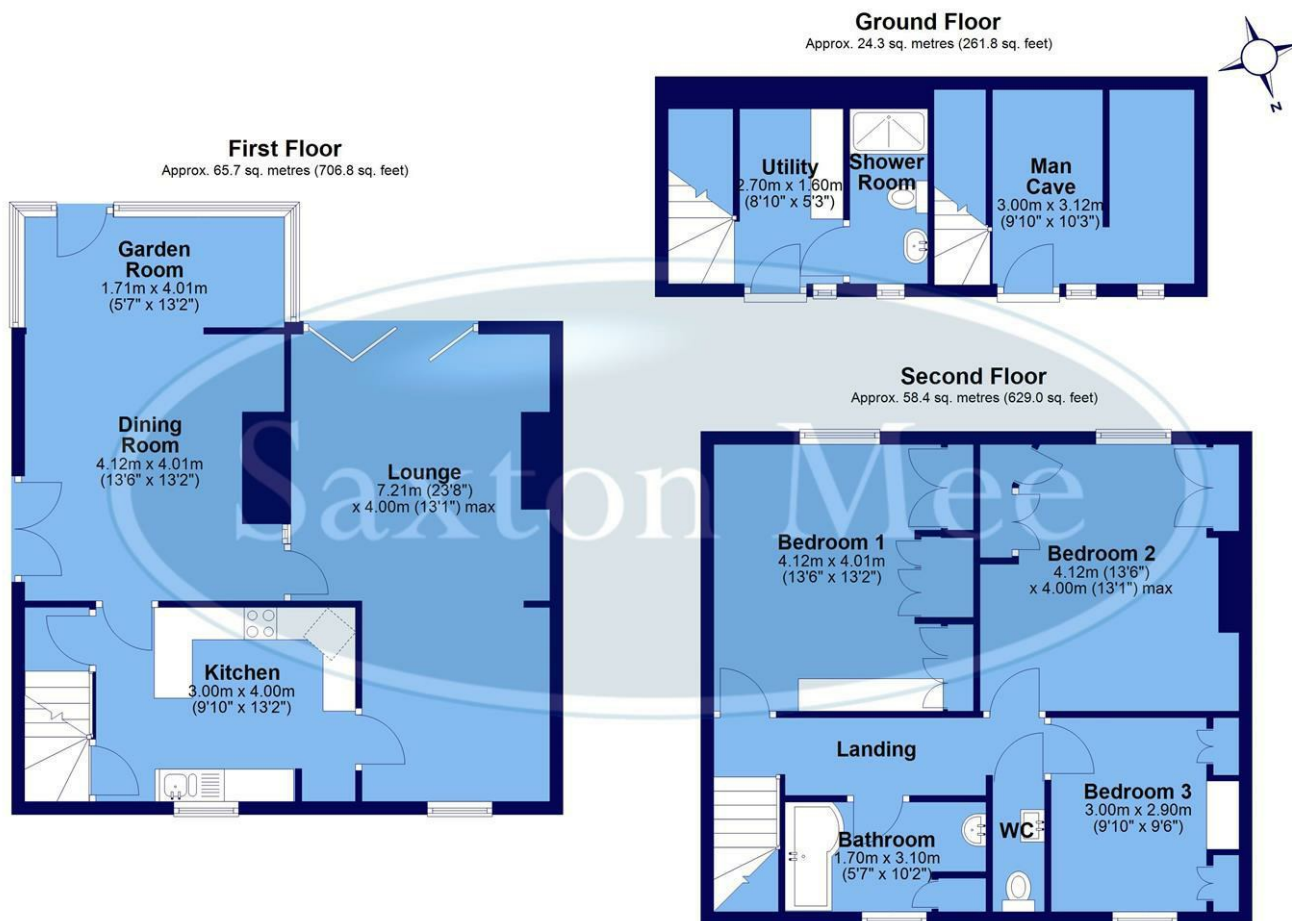 Ground Floor
Approx. 24.3 sq. metres (261.8 sq. feet)
Utility
2.70m x 1.60m
(8'10" x 5'3")
Shower
Room
Man
Cave
3.00m x 3.12m
(9'10" x 10'3")
N
First Floor
Approx. 65.7 sq. metres (706.8 sq. feet)
Garden
Room
1.71m x 4.01m
(5'7" x 13'2")
Dining
Room
4.12m x 4.01m
(13'6" x 13'2")
Lounge
7.21m (23'8")
x 4.00m (13'1") max
Kitchen
3.00m x 4.00m
(9'10" x 13'2")
Second Floor
Approx. 58.4 sq. metres (629.0 sq. feet)
Bedroom 1
4.12m x 4.01m
(13'6" x 13'2")
Bedroom 2
4.12m (13'6")
x 4.00m (13'1") max
Landing
Bedroom 3
3.00m x 2.90m
(9'10" x 9'6")
Bathroom
1.70m x 3.10m
(5'7" x 10'2")
WC
Saxton Mee